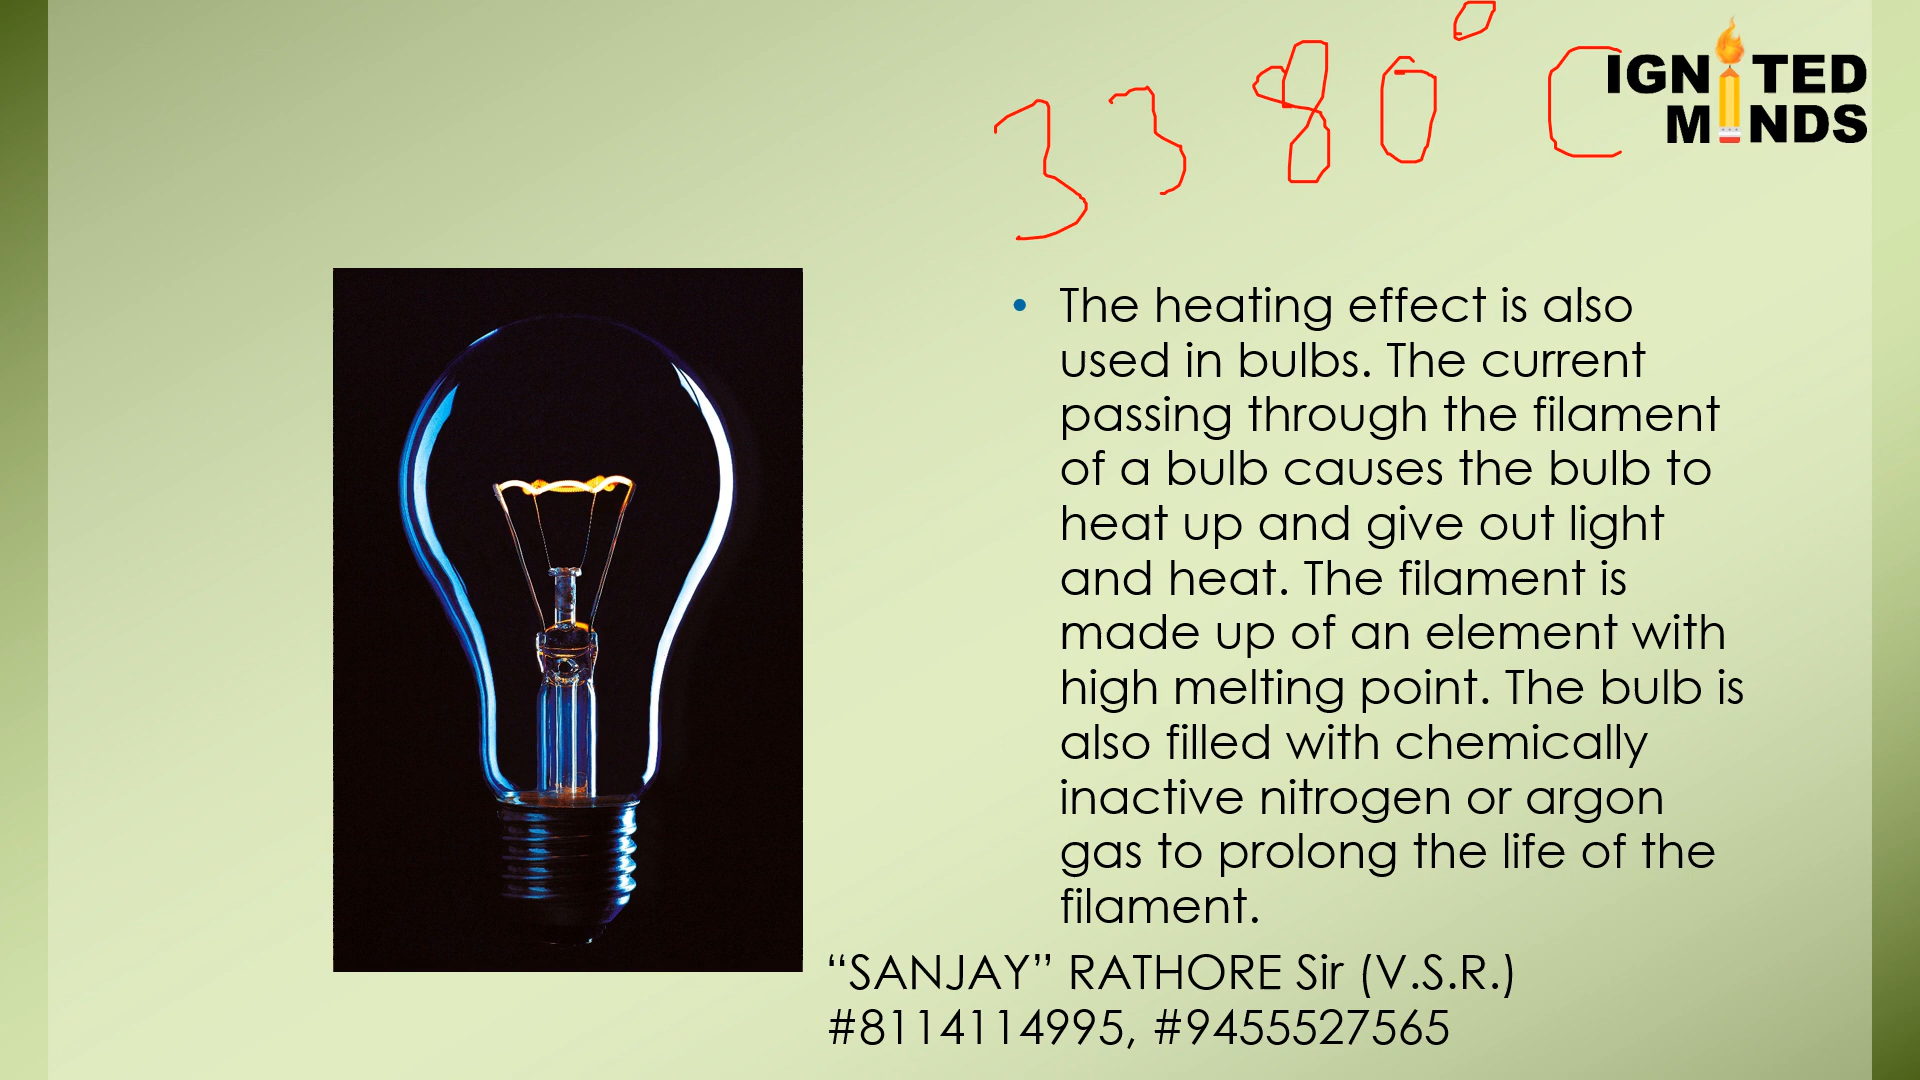 3380°C
IGNITED
MINDS
• The heating effect is also
used in bulbs. The current
passing through the filament
of a bulb causes the bulb to
heat up and give out light
and heat. The filament is
made up of an element with
high melting point. The bulb is
also filled with chemically
inactive nitrogen or argon
gas to prolong the life of the
filament.
“SANJAY” RATHORE Sir (V.S.R.)
#8114114995, #9455527565